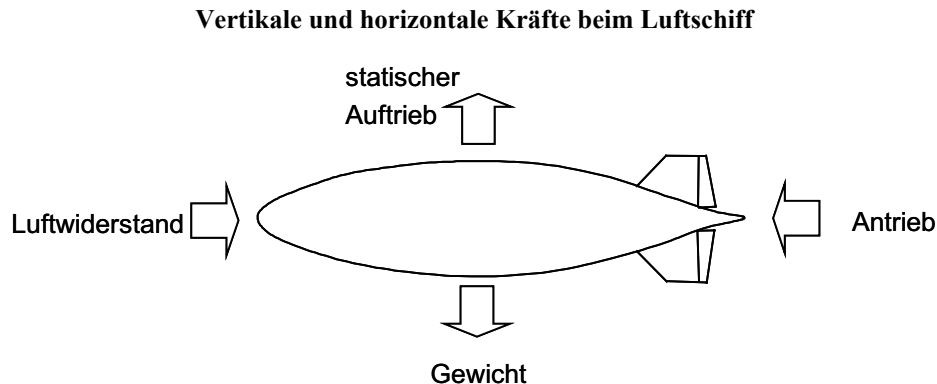 Vertikale und horizontale Kräfte beim Luftschiff
statischer
Auftrieb
Luftwiderstand
Antrieb
Gewicht